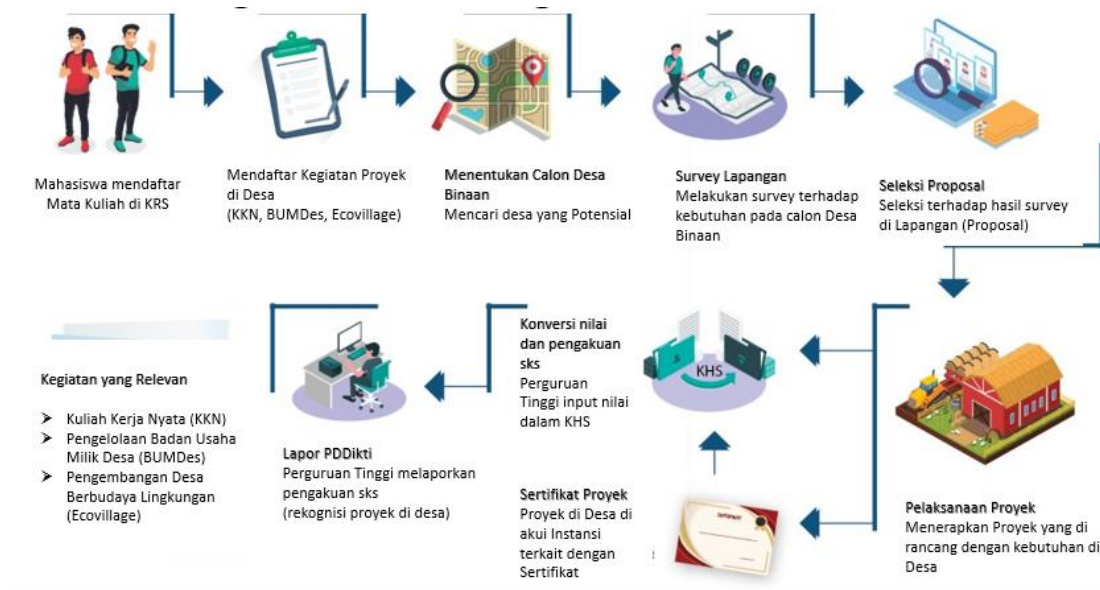 Mahasiswa mendaftar
Mata Kuliah di KRS
Mendaftar Kegiatan Proyek
di Desa
(KKN, BUMDes, Ecovillage)
Menentukan Calon Desa
Binaan
Mencari desa yang Potensial
Survey Lapangan
Melakukan survey terhadap
kebutuhan pada calon Desa
Binaan
Seleksi Proposal
Seleksi terhadap hasil survey
di Lapangan (Proposal)
Pelaksanaan Proyek
Menerapkan Proyek yang di
rancang dengan kebutuhan di
Desa
KHS
Konversi nilai
dan pengakuan
sks
Perguruan
Tinggi input nilai
dalam KHS
SERTIFIKAT
Sertifikat Proyek
Proyek di Desa di
akui Instansi
terkait dengan
Sertifikat
Lapor PDDikti
Perguruan Tinggi melaporkan
pengakuan sks
(rekognisi proyek di desa)
Kegiatan yang Relevan
➤ Kuliah Kerja Nyata (KKN)
➤ Pengelolaan Badan Usaha
Milik Desa (BUMDes)
➤ Pengembangan Desa
Berbudaya Lingkungan
(Ecovillage)